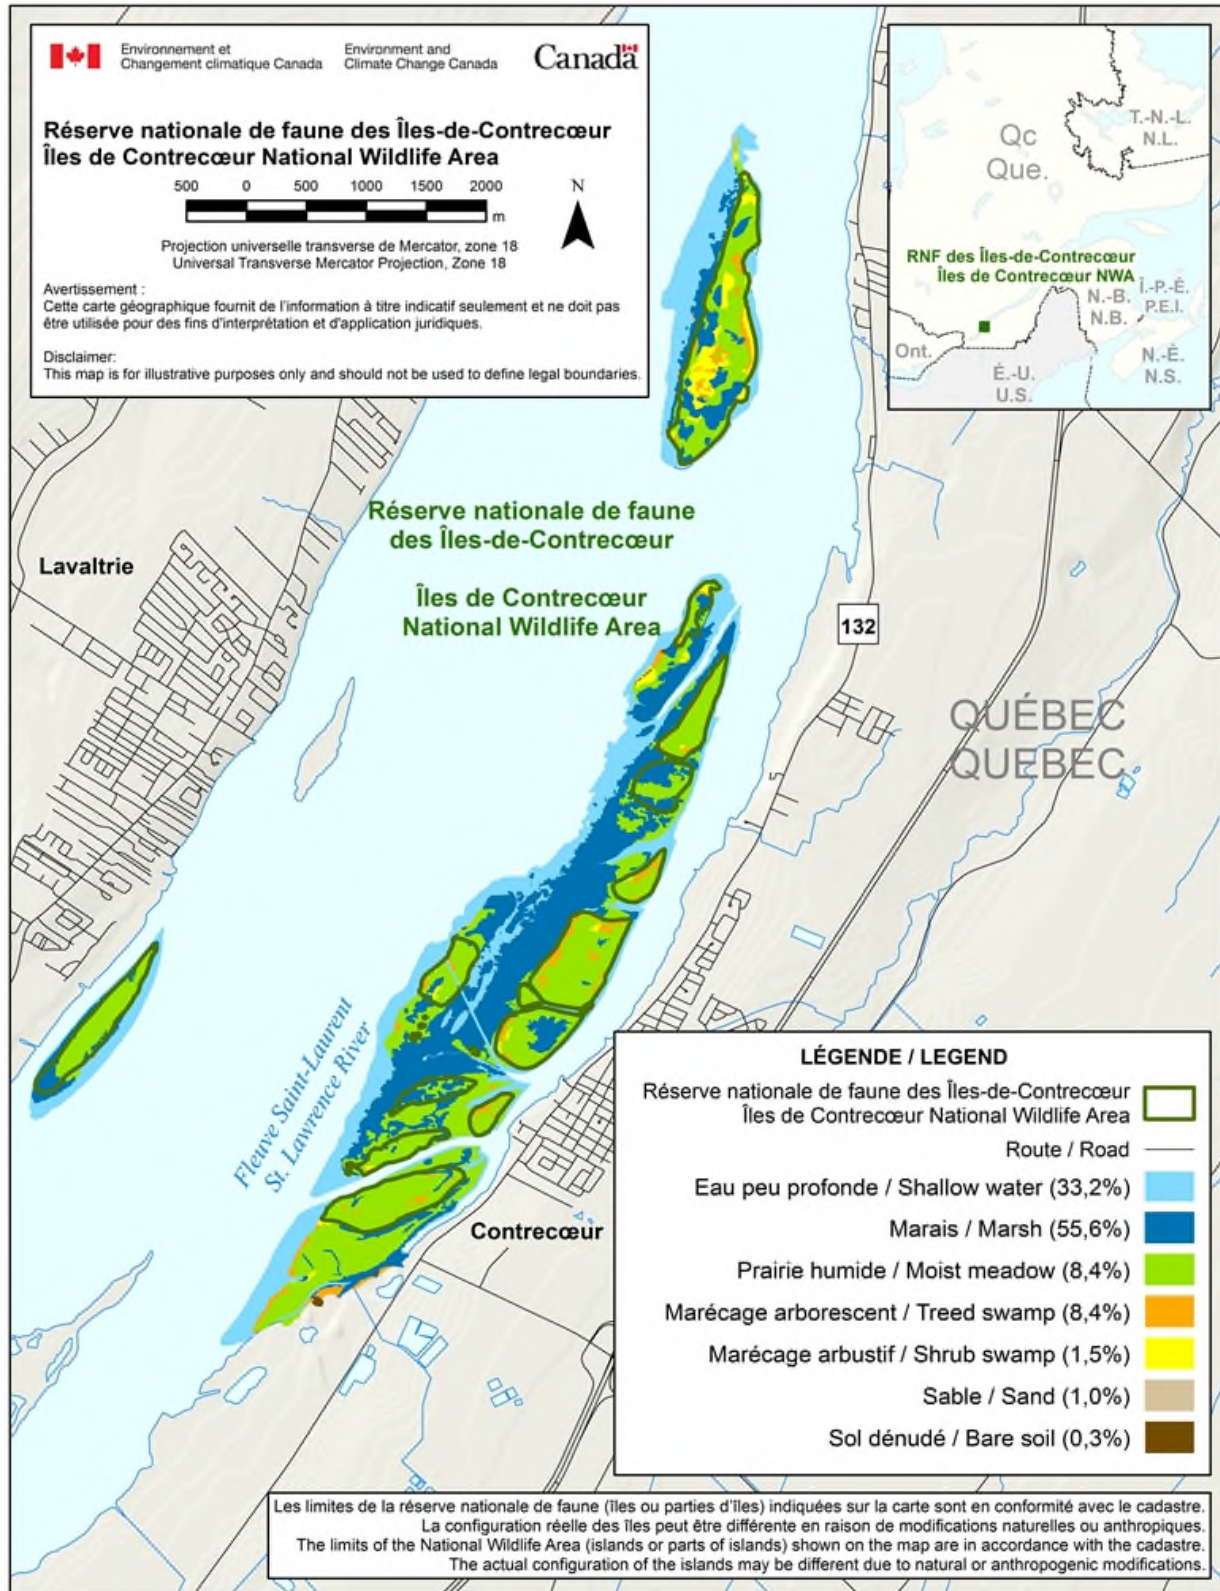 Environnement et
Changement climatique Canada
Environment and
Climate Change Canada
Canada
Réserve nationale de faune des Îles-de-Contrecœur
Îles de Contrecœur National Wildlife Area
500 0 500 1000 1500 2000
m
N
Projection universelle transverse de Mercator, zone 18
Universal Transverse Mercator Projection, Zone 18
Avertissement :
Cette carte géographique fournit de l'information à titre indicatif seulement et ne doit pas
être utilisée pour des fins d'interprétation et d'application juridiques.
Disclaimer:
This map is for illustrative purposes only and should not be used to define legal boundaries.
T.-N.-L.
N.L.
Qc
Que.
RNF des Îles-de-Contrecœur
Îles de Contrecœur NWA
Î.-P.-É.
P.E.I.
N.-B.
N.B.
Ont.
É.-U.
U.S.
N.-É.
N.S.
Réserve nationale de faune
des Îles-de-Contrecœur
Îles de Contrecœur
National Wildlife Area
Lavaltrie
132
QUÉBEC
QUEBEC
Fleuve Saint-Laurent
St. Lawrence River
Contrecœur
LÉGENDE / LEGEND
Réserve nationale de faune des Îles-de-Contrecœur
Îles de Contrecœur National Wildlife Area
Route / Road
Eau peu profonde / Shallow water (33,2%)
Marais / Marsh (55,6%)
Prairie humide / Moist meadow (8,4%)
Marécage arborescent / Treed swamp (8,4%)
Marécage arbustif / Shrub swamp (1,5%)
Sable / Sand (1,0%)
Sol dénudé / Bare soil (0,3%)
Les limites de la réserve nationale de faune (îles ou parties d'îles) indiquées sur la carte sont en conformité avec le cadastre.
La configuration réelle des îles peut être différente en raison de modifications naturelles ou anthropiques.
The limits of the National Wildlife Area (islands or parts of islands) shown on the map are in accordance with the cadastre.
The actual configuration of the islands may be different due to natural or anthropogenic modifications.